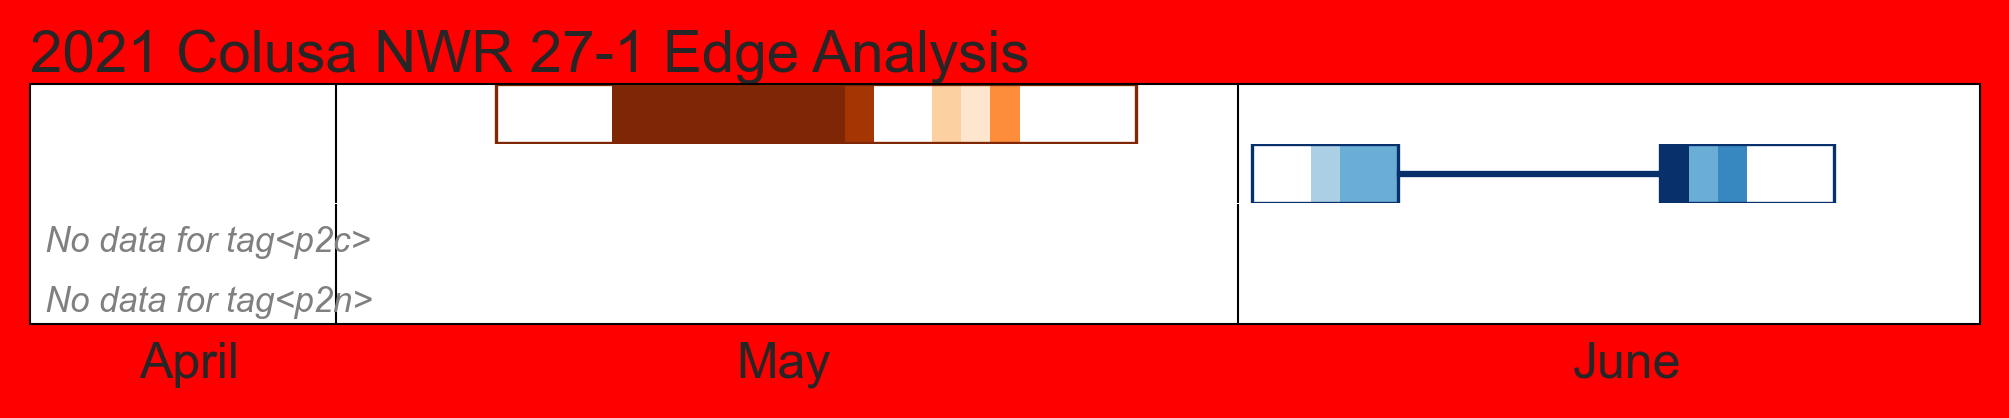 2021 Colusa NWR 27-1 Edge Analysis
No data for tag<p2c>
No data for tag<p2n>
April May June